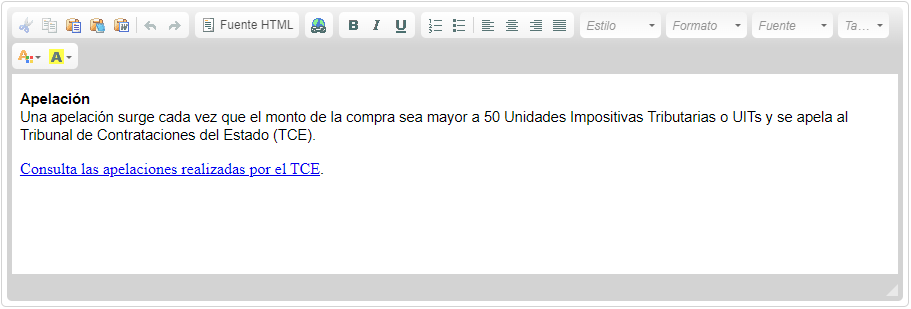 Fuente HTML
B I U
Estilo Formato Fuente Ta...
A A
Apelación
Una apelación surge cada vez que el monto de la compra sea mayor a 50 Unidades Impositivas Tributarias o UITs y se apela al
Tribunal de Contrataciones del Estado (TCE).
Consulta las apelaciones realizadas por el TCE.